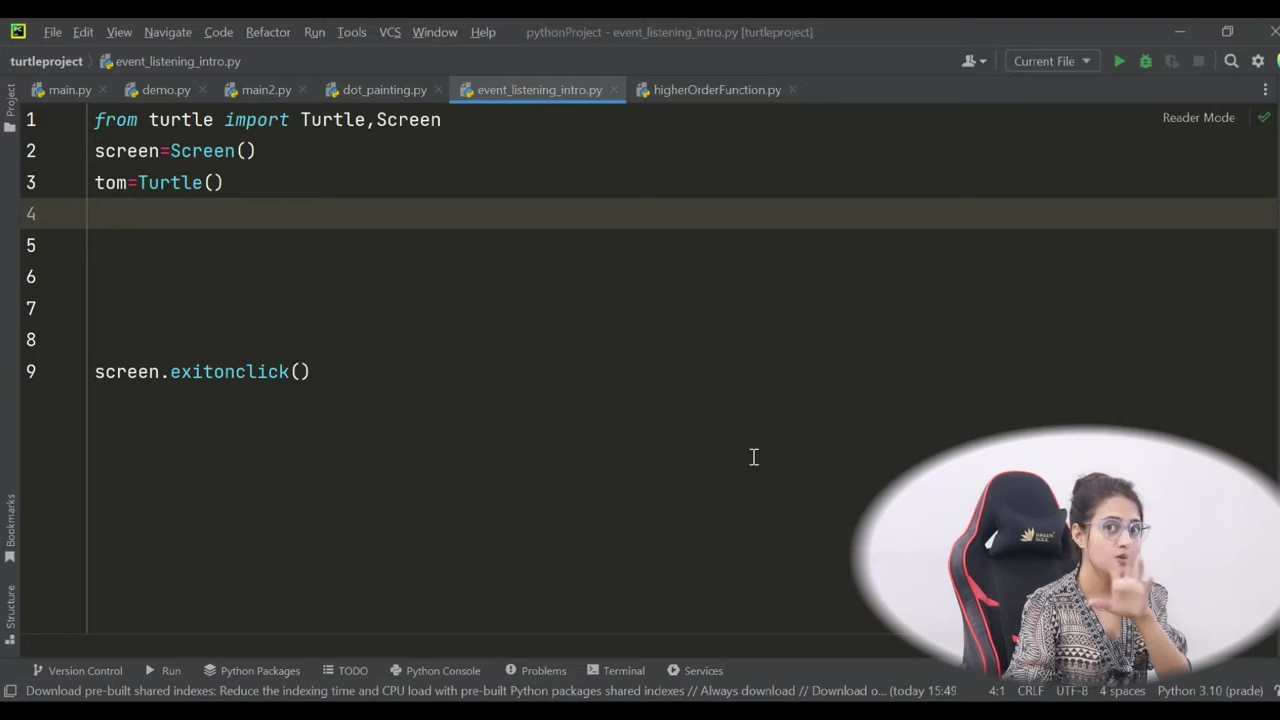 File Edit View Navigate Code Refactor Run Tools VCS Window Help pythonProject - event_listening_intro.py [turtleproject]
turtleproject event_listening_intro.py Current File
main.py demo.py main2.py dot_painting.py event_listening_intro.py higherOrderFunction.py
Project
1 from turtle import Turtle,Screen
Reader Mode
2 screen=Screen()
3 tom=Turtle()
4
5
6
7
8
9 screen.exitonclick()
GREEN SOUL
Bookmarks
Structure
Version Control Run Python Packages TODO Python Console Problems Terminal Services
Download pre-built shared indexes: Reduce the indexing time and CPU load with pre-built Python packages shared indexes // Always download // Download o... (today 15:49 4:1 CRLF UTF-8 4 spaces Python 3.10 (prade)